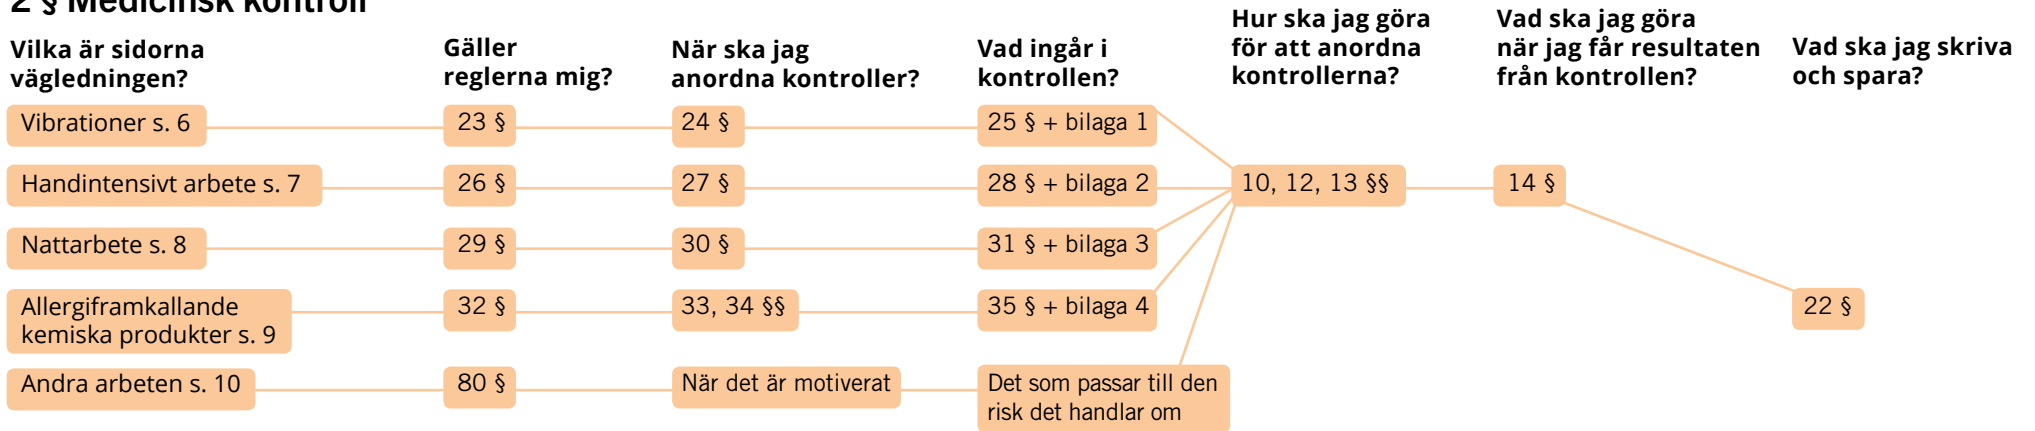 2 § Medicinsk kontroll
Vilka är sidorna
vägledningen?
Gäller
reglerna mig?
När ska jag
anordna kontroller?
Vad ingår i
kontrollen?
Hur ska jag göra
för att anordna
kontrollerna?
Vad ska jag göra
när jag får resultaten
från kontrollen?
Vad ska jag skriva
och spara?
Vibrationer s. 6
23 §
24 §
25 § + bilaga 1
Handintensivt arbete s. 7
26 §
27 §
28 § + bilaga 2
10, 12, 13 §§
14 §
Nattarbete s. 8
29 §
30 §
31 § + bilaga 3
Allergiframkallande
kemiska produkter s. 9
32 §
33, 34 §§
35 § + bilaga 4
22 §
Andra arbeten s. 10
80 §
När det är motiverat
Det som passar till den
risk det handlar om